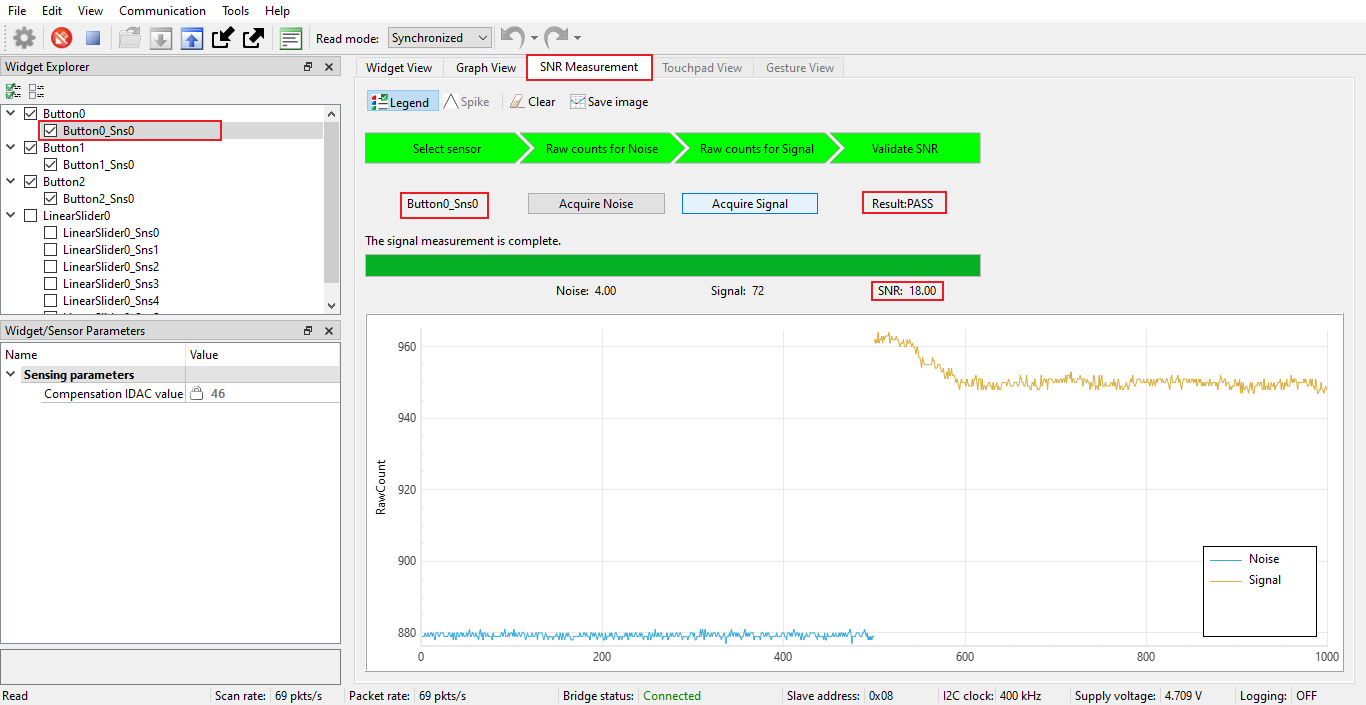 File Edit View Communication Tools Help
Read mode: Synchronized
Widget Explorer
Button0
Button0_Sns0
Button1
Button1_Sns0
Button2
Button2_Sns0
LinearSlider0
LinearSlider0_Sns0
LinearSlider0_Sns1
LinearSlider0_Sns2
LinearSlider0_Sns3
LinearSlider0_Sns4
Widget/Sensor Parameters
Name Value
Sensing parameters
Compensation IDAC value 46
Widget View Graph View SNR Measurement Touchpad View Gesture View
Legend Spike Clear Save image
Select sensor Raw counts for Noise Raw counts for Signal Validate SNR
Button0_Sns0 Acquire Noise Acquire Signal Result:PASS
The signal measurement is complete.
Noise: 4.00 Signal: 72 SNR: 18.00
RawCount
960
940
920
900
880
0 200 400 600 800 1000
Noise
Signal
Read Scan rate: 69 pkts/s Packet rate: 69 pkts/s Bridge status: Connected Slave address: 0x08 I2C clock: 400 kHz Supply voltage: 4.709 V Logging: OFF